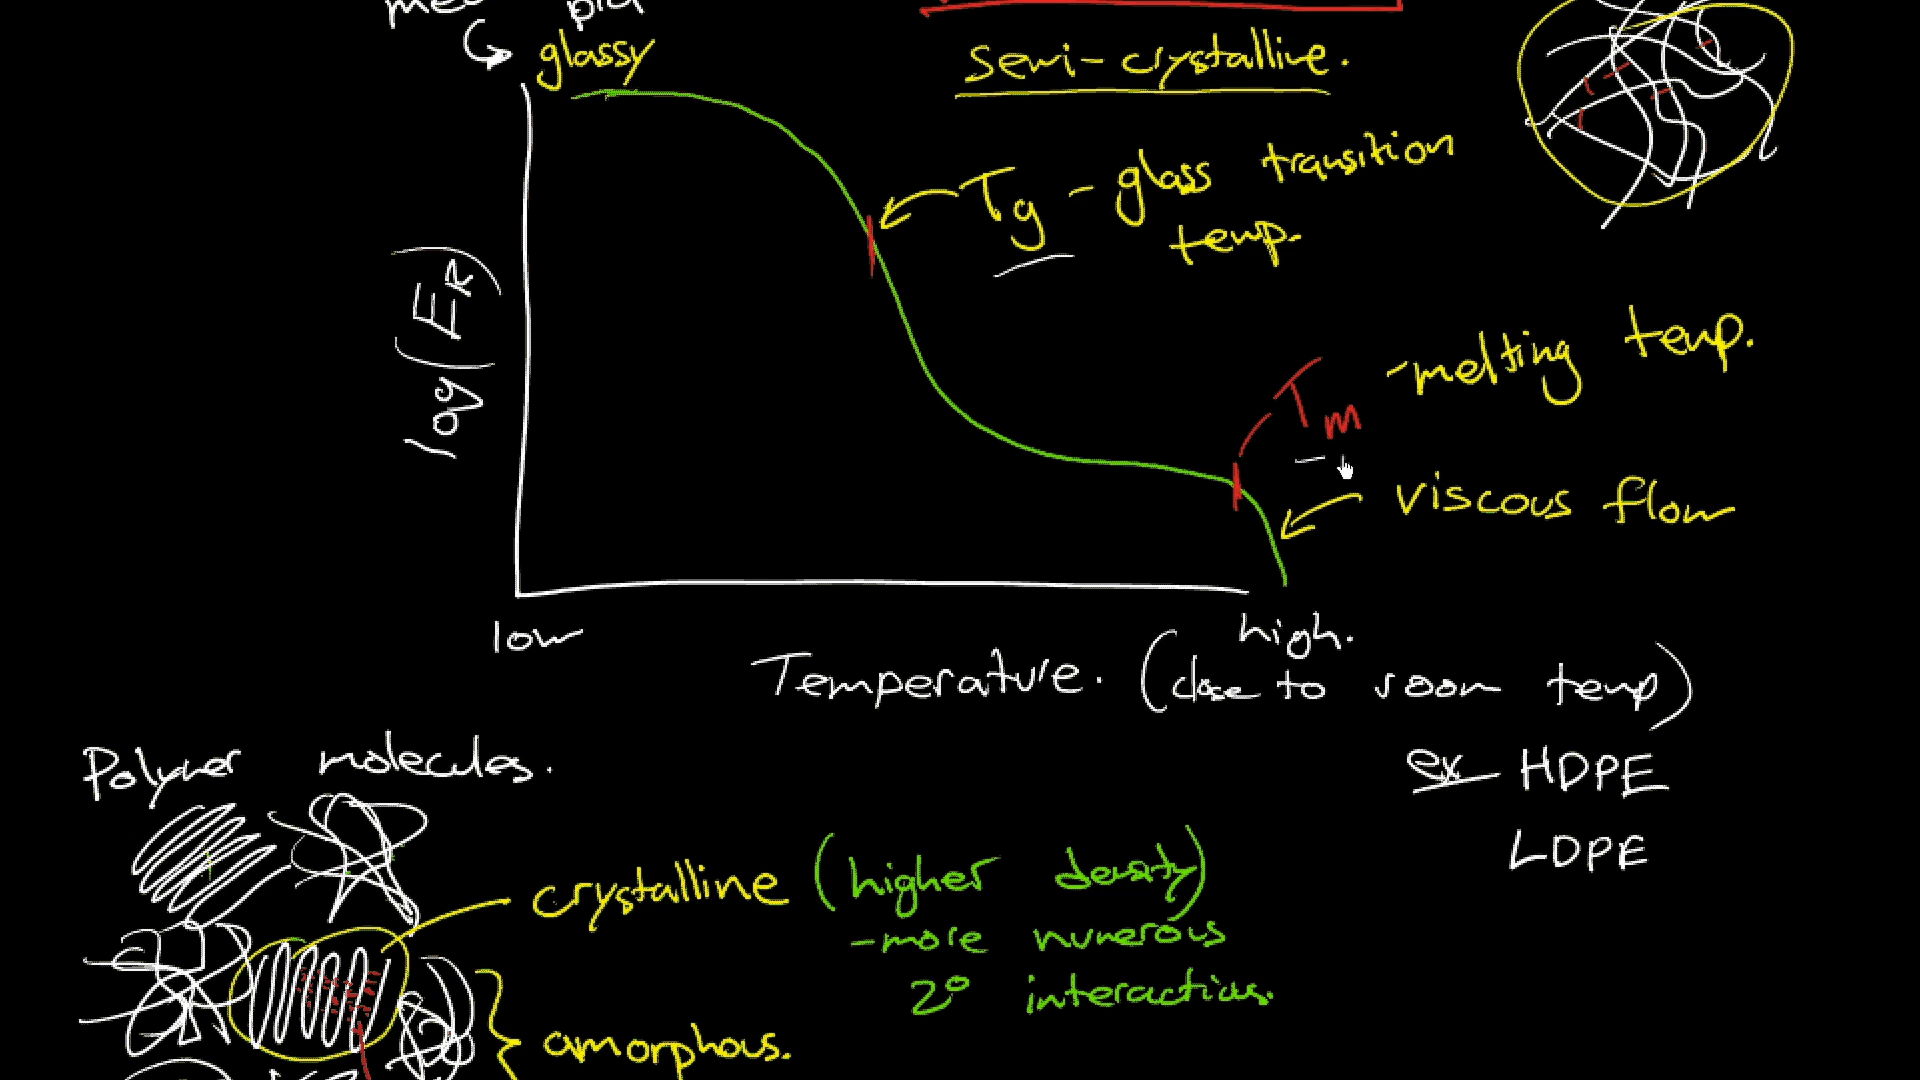 glassy
semi-crystalline.
Tg - glass transition
temp.
log(ER)
Tm
-melting temp.
viscous flow
low
high.
Temperature. (close to room temp)
Polymer molecules.
ex HDPE
LDPE
crystalline (higher density)
-more numerous
2° interactions.
amorphous.